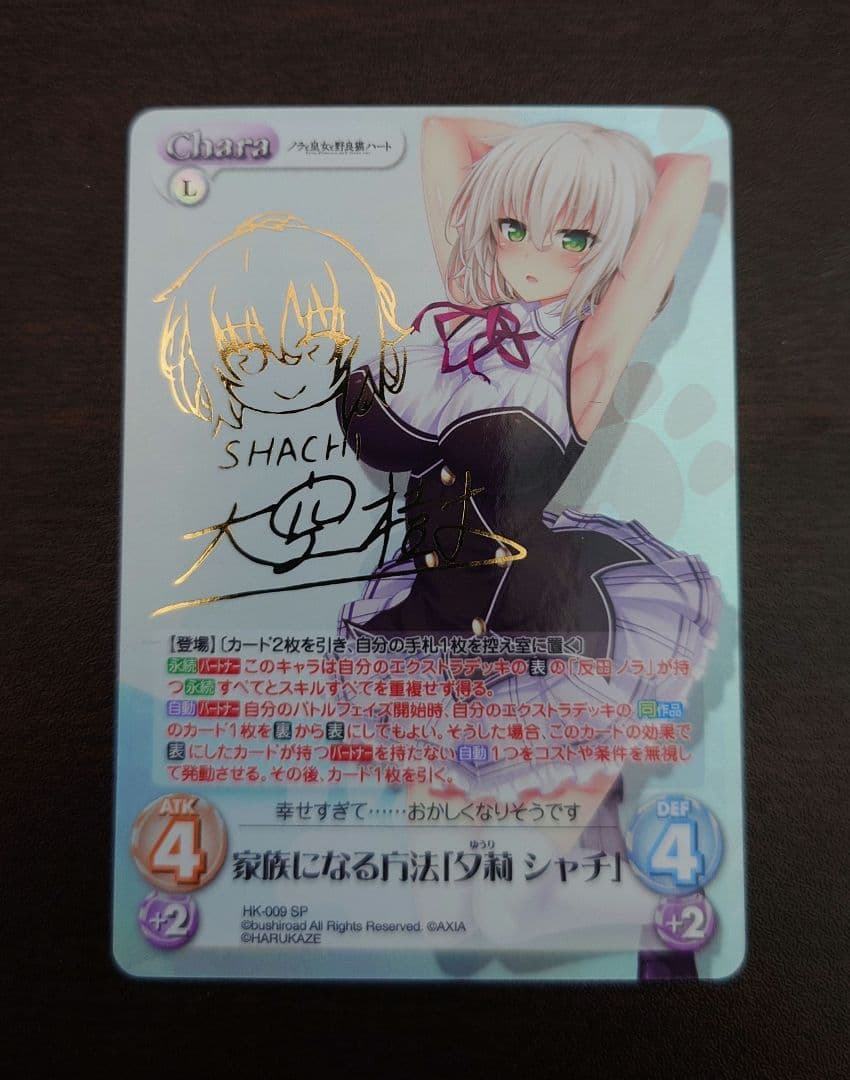 Chara
ノラと皇女と野良猫ハート
L
SHACHI
大空樹
【登場】〔カード2枚を引き、自分の手札1枚を控え室に置く〕
永続 パートナー このキャラは自分のエクストラデッキの表の「反田 ノラ」が持
つ永続すべてとスキルすべてを重複せず得る。
自動 パートナー 自分のバトルフェイズ開始時、自分のエクストラデッキの同作品
のカード1枚を裏から表にしてもよい。そうした場合、このカードの効果で
表にしたカードが持つパートナーを持たない自動1つをコストや条件を無視し
て発動させる。その後、カード1枚を引く。
ATK
4
+2
幸せすぎて……おかしくなりそうです
ゆうり
家族になる方法「夕莉 シャチ」
DEF
4
+2
HK-009 SP
©bushiroad All Rights Reserved. ©AXIA
©HARUKAZE